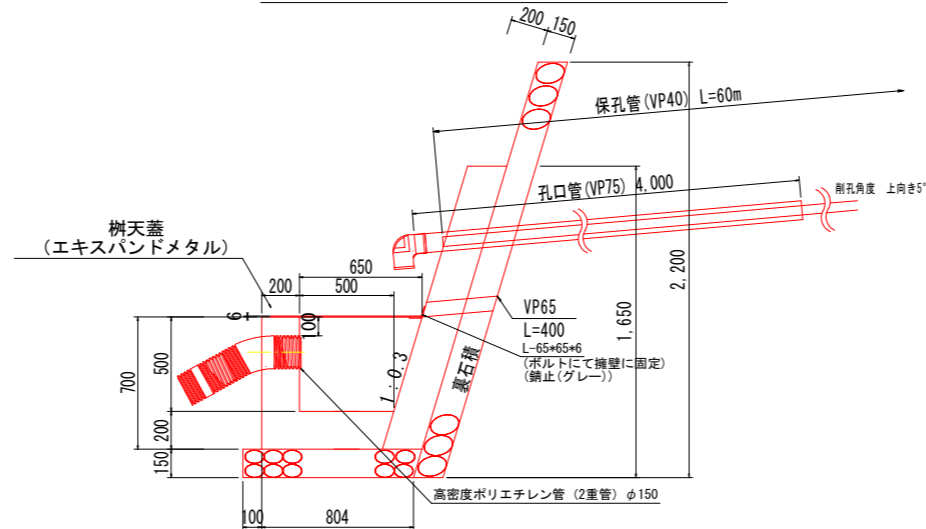 200 150
保孔管(VP40) L=60m
孔口管(VP75) 4,000
削孔角度 上向き5°
桝天蓋
(エキスパンドメタル)
650
200 500
6
100
2,200
1,650
VP65
L=400
L-65*65*6
(ボルトにて擁壁に固定)
(錆止(グレー))
700
500
200
150
1:0.3
裏石積
高密度ポリエチレン管 (2重管) φ150
100 804